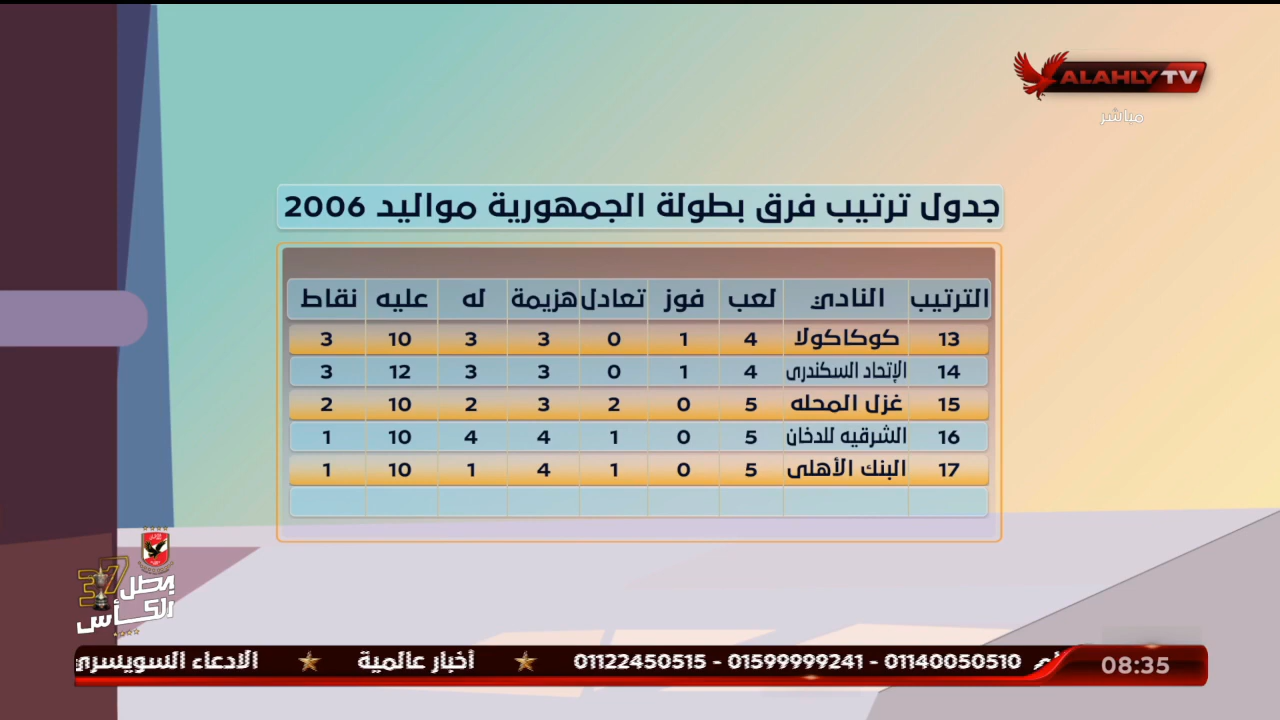 ALAHLY TV
مباشر
جدول ترتيب فرق بطولة الجمهورية مواليد 2006
الترتيب النادي لعب فوز تعادل هزيمة له عليه نقاط
13 كوكاكولا 4 1 0 3 3 10 3
14 الإتحاد السكندرى 4 1 0 3 3 12 3
15 غزل المحله 5 0 2 3 2 10 2
16 الشرقيه للدخان 5 0 1 4 4 10 1
17 البنك الأهلى 5 0 1 4 1 10 1
37
بطل
الكأس
01122450515 - 01599999241 - 01140050510 أخبار عالمية الادعاء السويسري
08:35